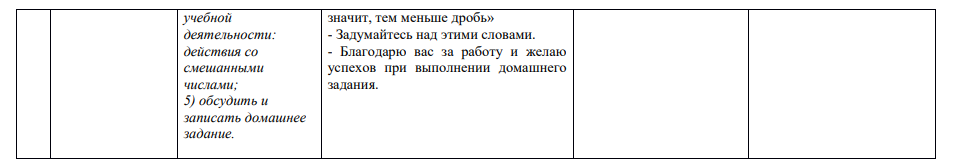 учебной
деятельности:
действия со
смешанными
числами;
5) обсудить и
записать домашнее
задание.
значит, тем меньше дробь»
- Задумайтесь над этими словами.
- Благодарю вас за работу и желаю
успехов при выполнении домашнего
задания.